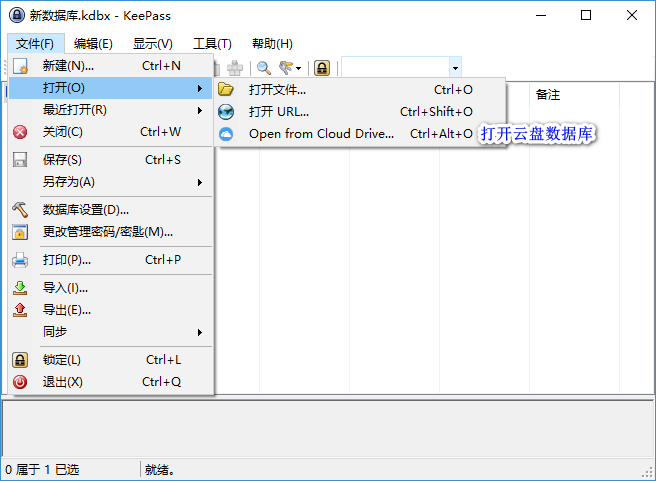 新数据库.kdbx - KeePass
文件(F) 编辑(E) 显示(V) 工具(T) 帮助(H)
新建(N)... Ctrl+N
打开(O)
打开文件... Ctrl+O
备注
最近打开(R)
打开 URL... Ctrl+Shift+O
关闭(C) Ctrl+W
Open from Cloud Drive... Ctrl+Alt+O
打开云盘数据库
保存(S) Ctrl+S
另存为(A)
数据库设置(D)...
更改管理密码/密匙(M)...
打印(P)... Ctrl+P
导入(I)...
导出(E)...
同步
锁定(L) Ctrl+L
退出(X) Ctrl+Q
0 属于 1 已选 就绪。